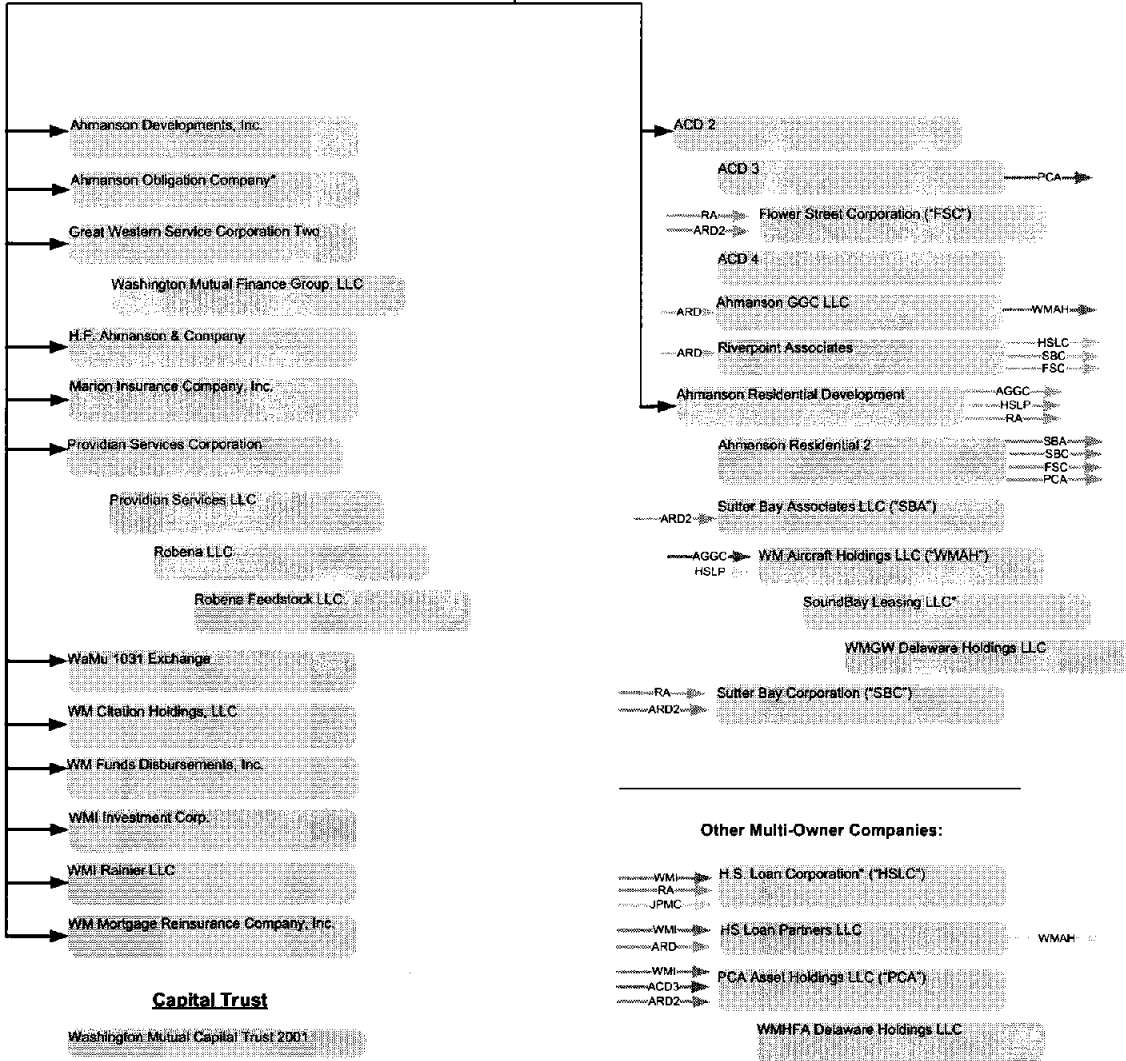 Ahmanson Developments, Inc.
Ahmanson Obligation Company*
Great Western Service Corporation Two
Washington Mutual Finance Group, LLC
H.F. Ahmanson & Company
Marion Insurance Company, Inc.
Providian Services Corporation
Providian Services LLC
Robena LLC
Robena Feedstock LLC
WaMu 1031 Exchange
WM Citation Holdings, LLC
WM Funds Disbursements, Inc.
WMI Investment Corp.
WMI Rainier LLC
WM Mortgage Reinsurance Company, Inc.
Capital Trust
Washington Mutual Capital Trust 2001
ACD 2
ACD 3
PCA
RA
ARD2
Flower Street Corporation ("FSC")
ACD 4
ARD
Ahmanson GGC LLC
WMAH
ARD
Riverpoint Associates
HSLC
SBC
FSC
Ahmanson Residential Development
AGGC
HSLP
RA
Ahmanson Residential 2
SBA
SBC
FSC
PCA
ARD2
Sutter Bay Associates LLC ("SBA")
AGGC
HSLP
WM Aircraft Holdings LLC ("WMAH")
SoundBay Leasing LLC*
WMGW Delaware Holdings LLC
RA
ARD2
Sutter Bay Corporation ("SBC")
Other Multi-Owner Companies:
WMI
RA
JPMC
H.S. Loan Corporation* ("HSLC")
WMI
ARD
HS Loan Partners LLC
WMAH
WMI
ACD3
ARD2
PCA Asset Holdings LLC ("PCA")
WMHFA Delaware Holdings LLC